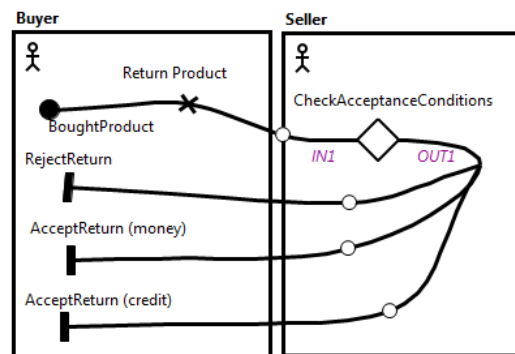 Buyer
Seller
Return Product
CheckAcceptanceConditions
BoughtProduct
IN1
OUT1
RejectReturn
AcceptReturn (money)
AcceptReturn (credit)